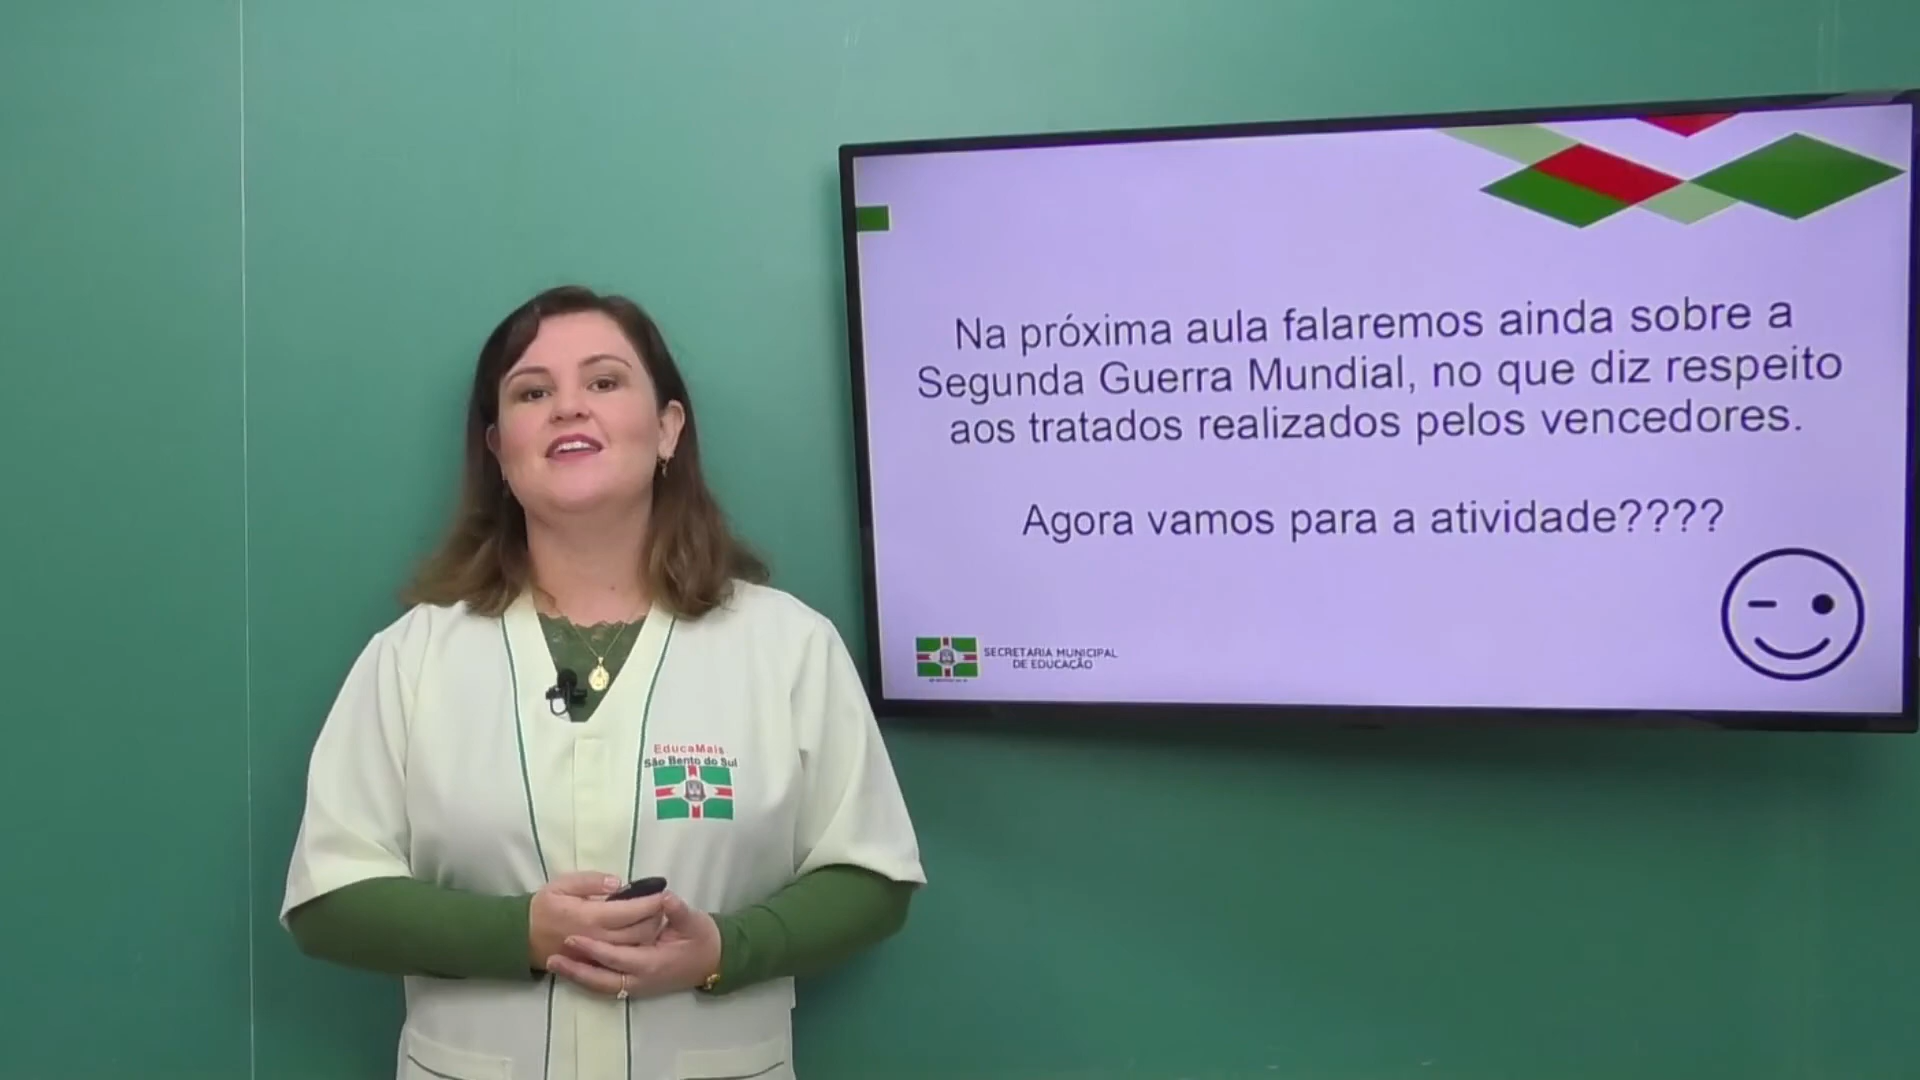 Na próxima aula falaremos ainda sobre a
Segunda Guerra Mundial, no que diz respeito
aos tratados realizados pelos vencedores.
Agora vamos para a atividade????
SECRETARIA MUNICIPAL
DE EDUCAÇÃO
EducaMais
São Bento do Sul